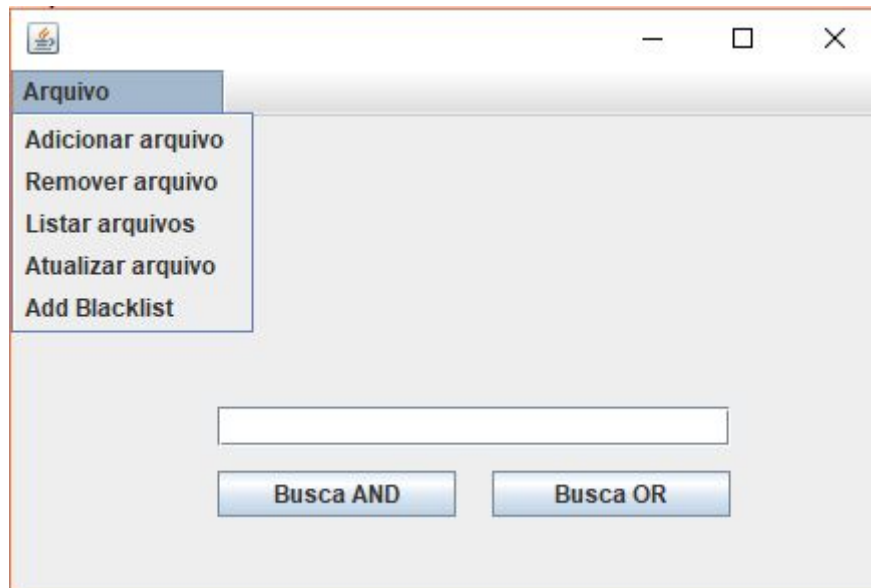 Arquivo
Adicionar arquivo
Remover arquivo
Listar arquivos
Atualizar arquivo
Add Blacklist
Busca AND
Busca OR